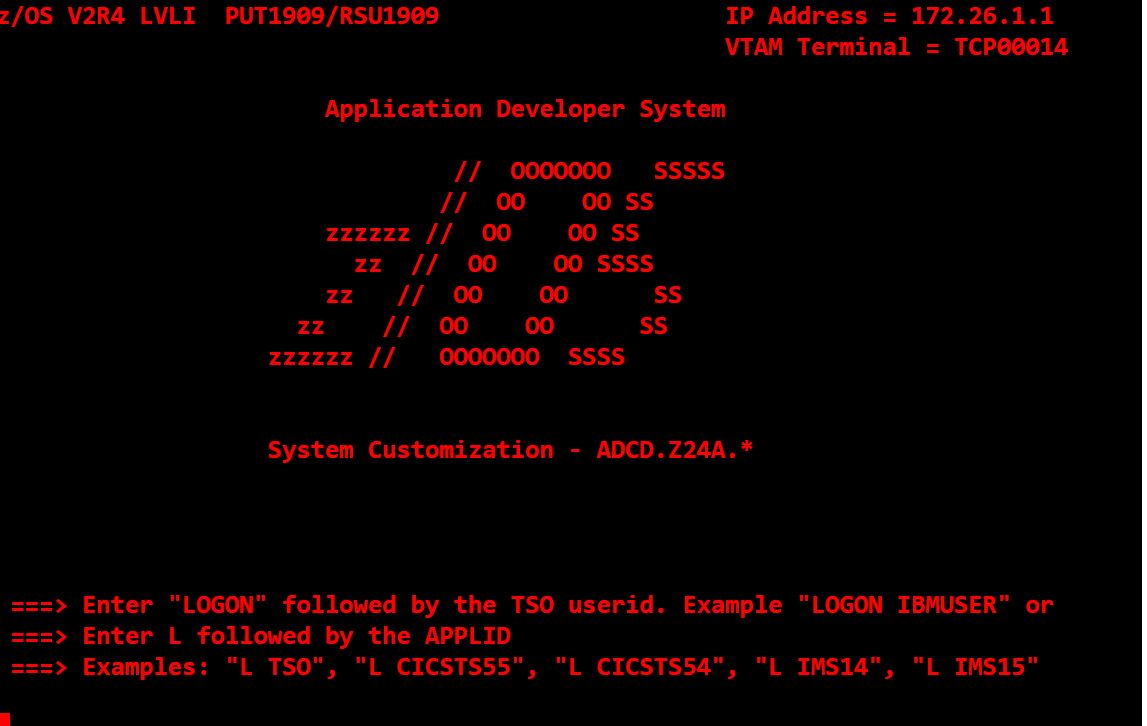 z/OS V2R4 LVLI  PUT1909/RSU1909                    IP Address = 172.26.1.1
                                                   VTAM Terminal = TCP00014
                       Application Developer System
                                //  OOOOOOO   SSSSS
                               //  OO    OO SS
                       zzzzzz //  OO    OO SS
                         zz  //  OO    OO SSSS
                       zz   //  OO    OO      SS
                     zz    //  OO    OO      SS
                   zzzzzz //   OOOOOOO  SSSS
                   System Customization - ADCD.Z24A.*
 ===> Enter "LOGON" followed by the TSO userid. Example "LOGON IBMUSER" or
 ===> Enter L followed by the APPLID
 ===> Examples: "L TSO", "L CICSTS55", "L CICSTS54", "L IMS14", "L IMS15"